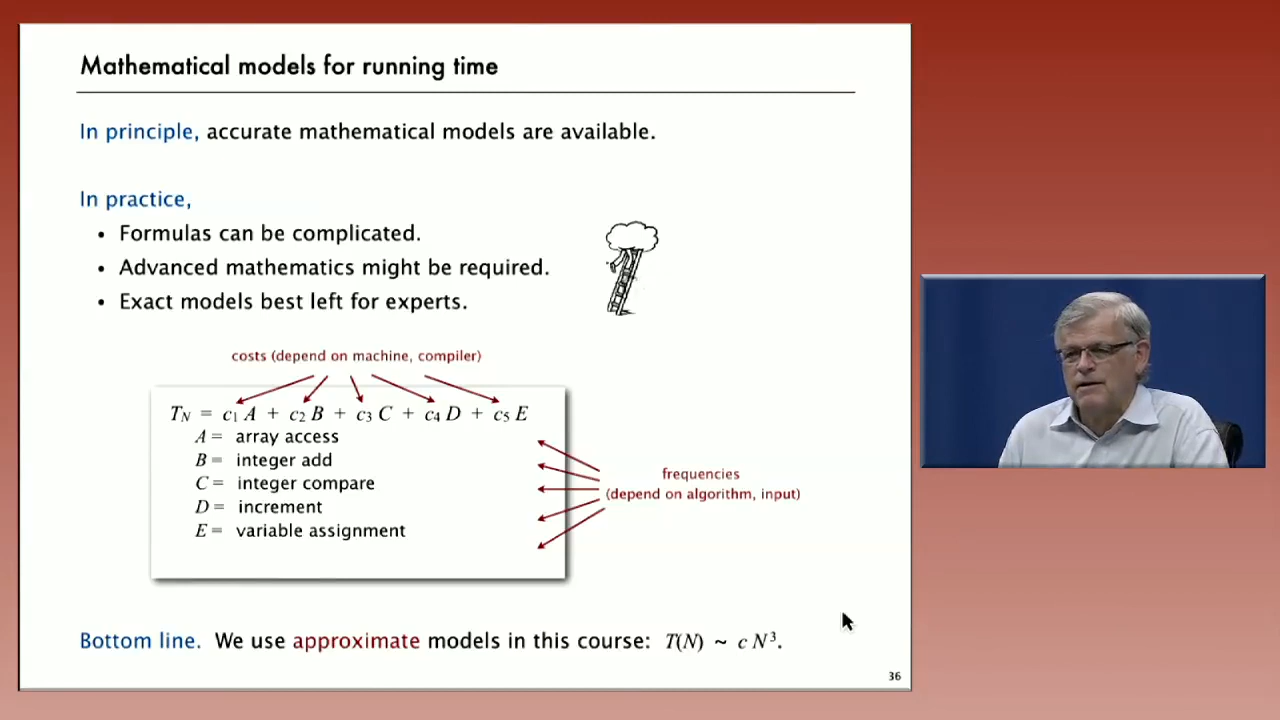 Mathematical models for running time
In principle, accurate mathematical models are available.
In practice,
• Formulas can be complicated.
• Advanced mathematics might be required.
• Exact models best left for experts.
costs (depend on machine, compiler)
T_N = c₁ A + c₂ B + c₃ C + c₄ D + c₅ E
A = array access
B = integer add
C = integer compare
D = increment
E = variable assignment
frequencies
(depend on algorithm, input)
Bottom line. We use approximate models in this course: T(N) ~ c N³.
36